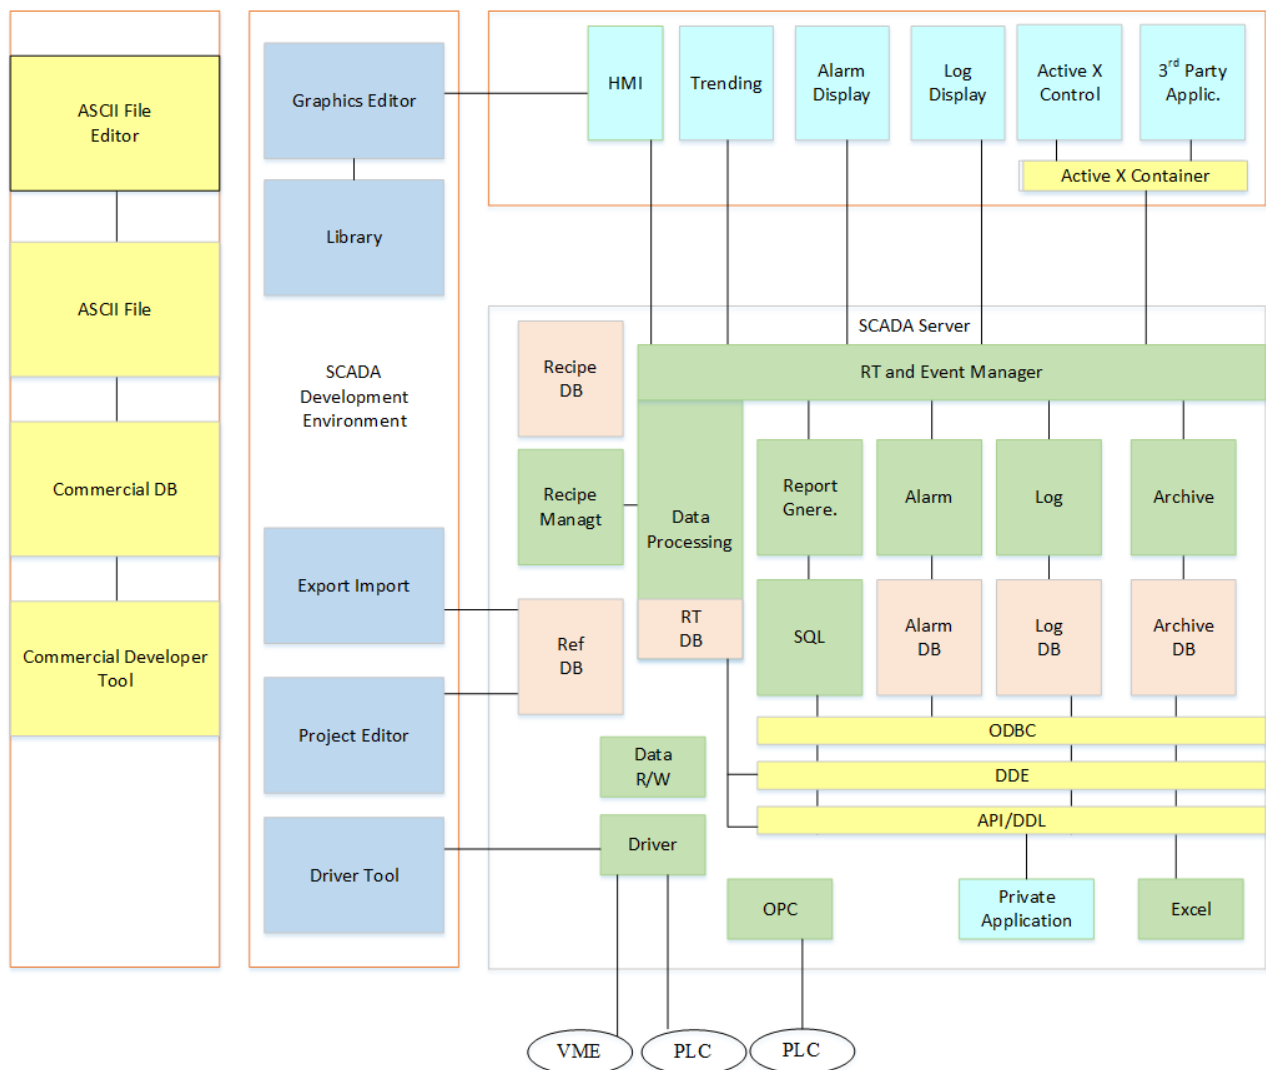 ASCII File
Editor
ASCII File
Commercial DB
Commercial Developer
Tool
Graphics Editor
Library
SCADA
Development
Environment
Export Import
Project Editor
Driver Tool
HMI
Trending
Alarm
Display
Log
Display
Active X
Control
3rd Party
Applic.
Active X Container
SCADA Server
RT and Event Manager
Recipe
DB
Recipe
Managt
Data
Processing
RT
DB
Ref
DB
Report
Gnere.
Alarm
Log
Archive
SQL
Alarm
DB
Log
DB
Archive
DB
ODBC
DDE
API/DDL
Data
R/W
Driver
OPC
Private
Application
Excel
VME
PLC
PLC